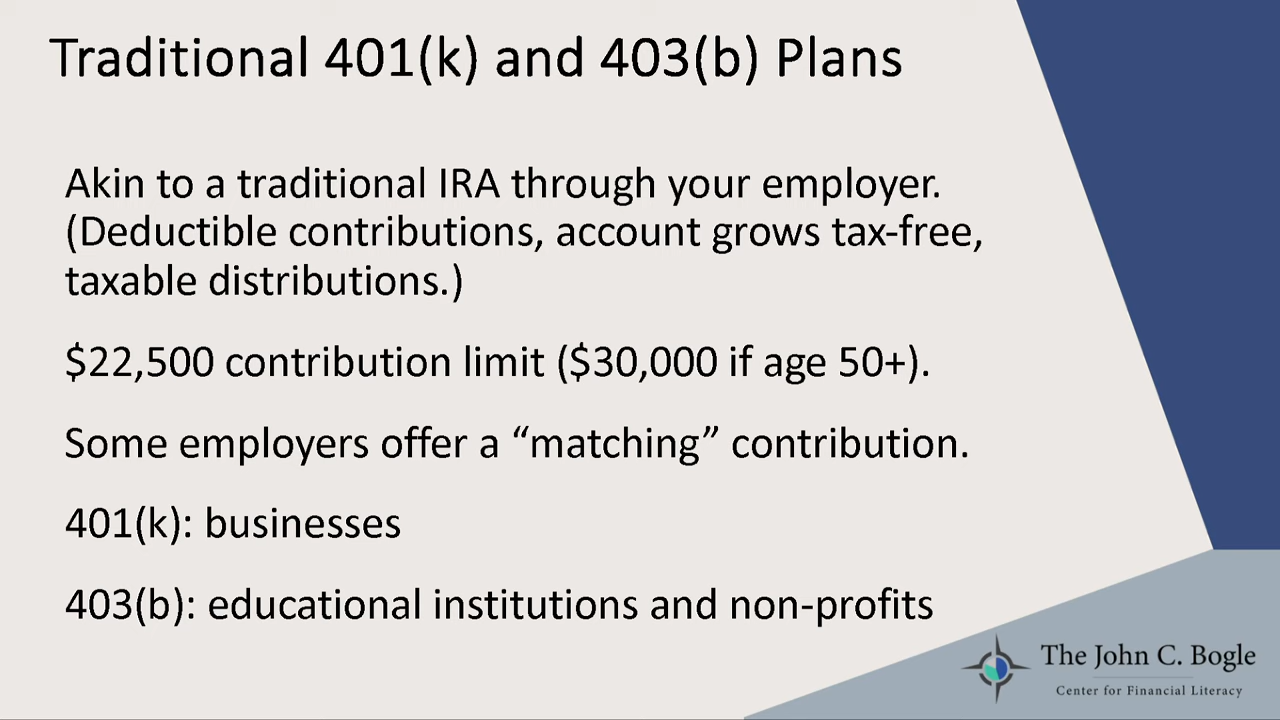 Traditional 401(k) and 403(b) Plans
Akin to a traditional IRA through your employer.
(Deductible contributions, account grows tax-free,
taxable distributions.)
$22,500 contribution limit ($30,000 if age 50+).
Some employers offer a “matching” contribution.
401(k): businesses
403(b): educational institutions and non-profits
The John C. Bogle
Center for Financial Literacy